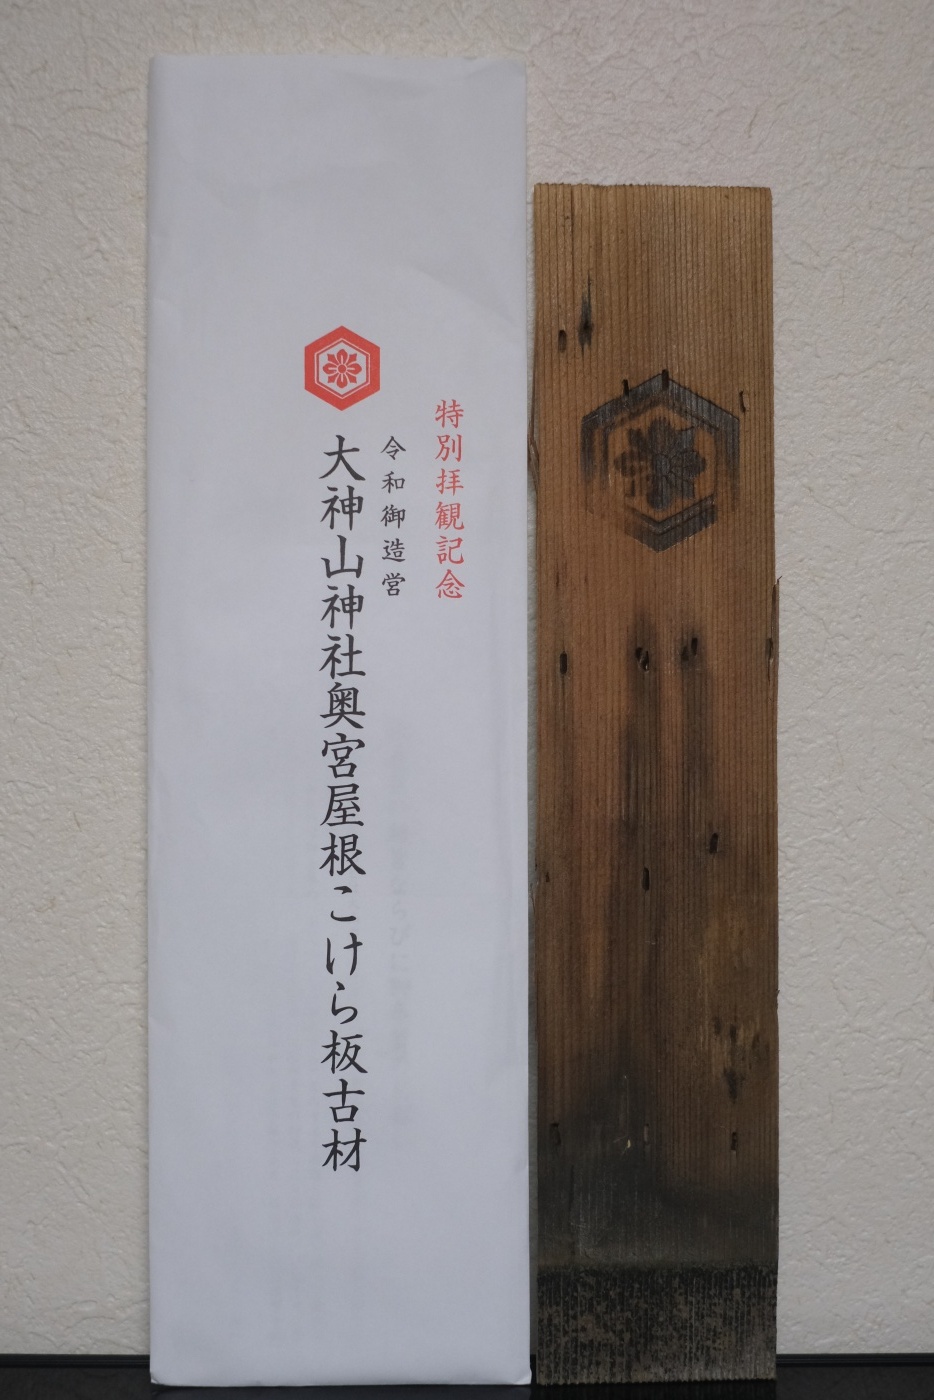 特別拝観記念
令和御造営
大神山神社奥宮屋根こけら板古材